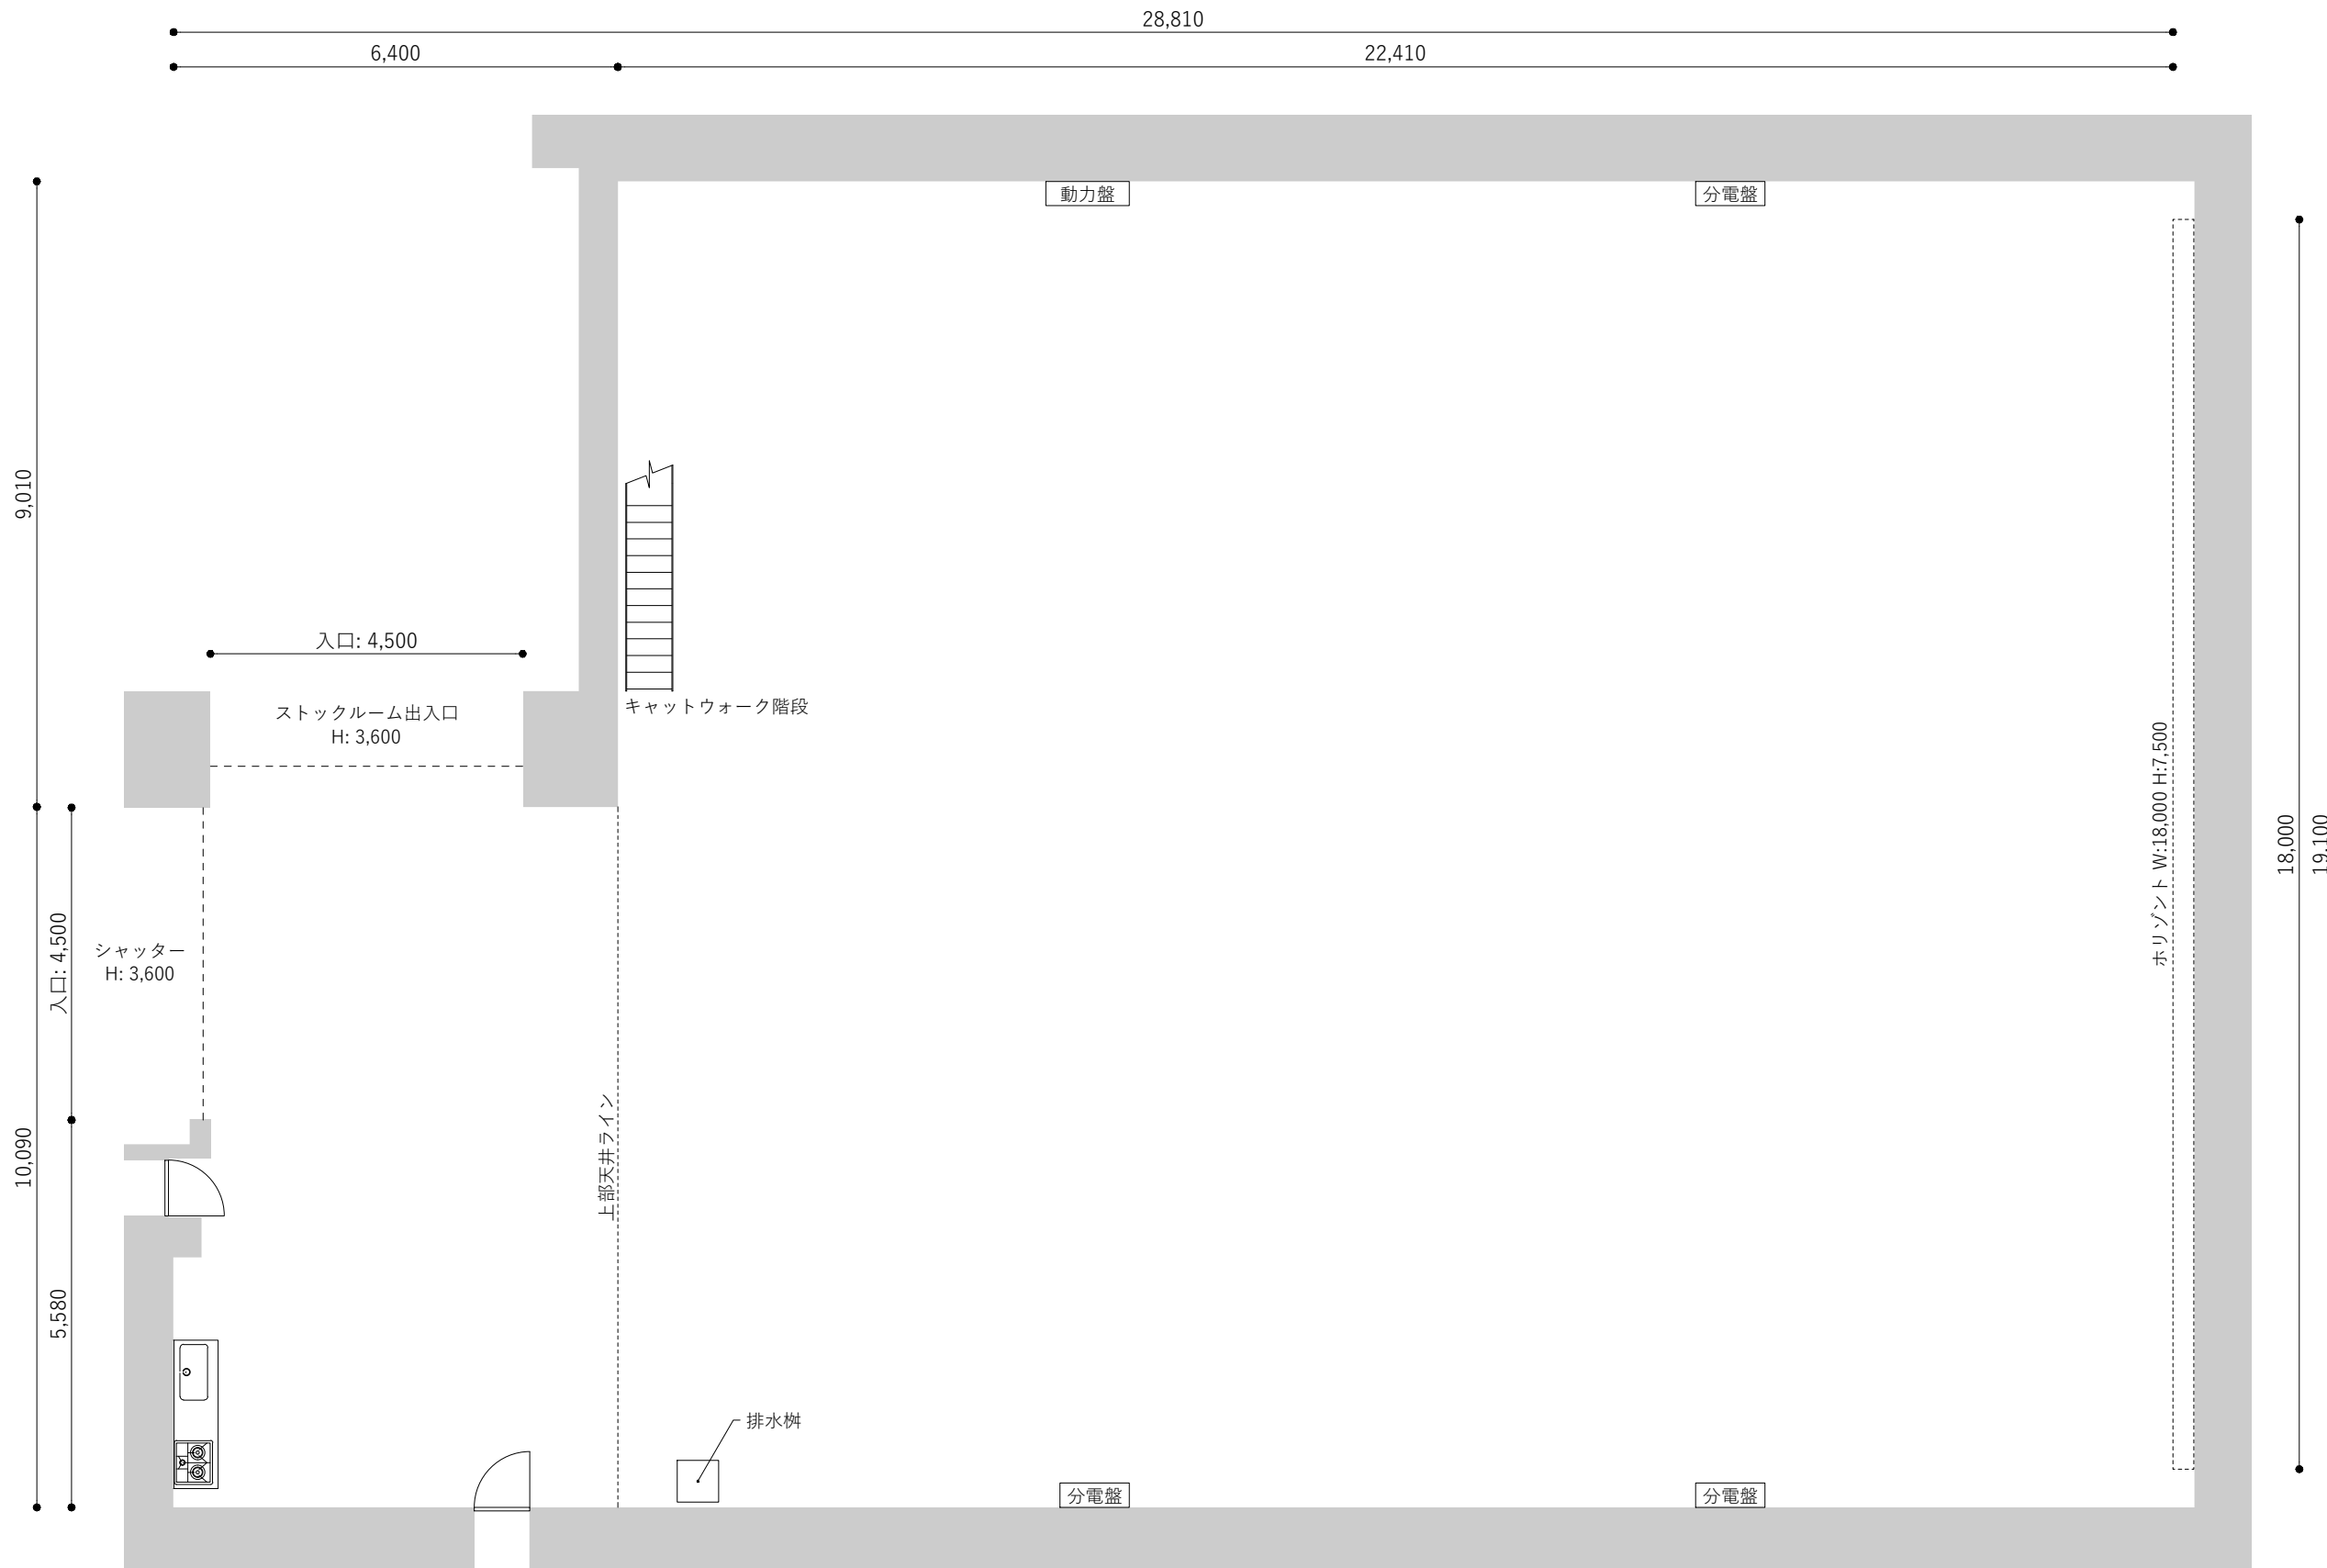 28,810
6,400
22,410
動力盤
分電盤
9,010
入口: 4,500
ストックルーム出入口
H: 3,600
キャットウォーク階段
ホリゾント W:18,000 H:7,500
18,000
19,100
入口: 4,500
シャッター
H: 3,600
上部天井ライン
10,090
5,580
排水桝
分電盤
分電盤